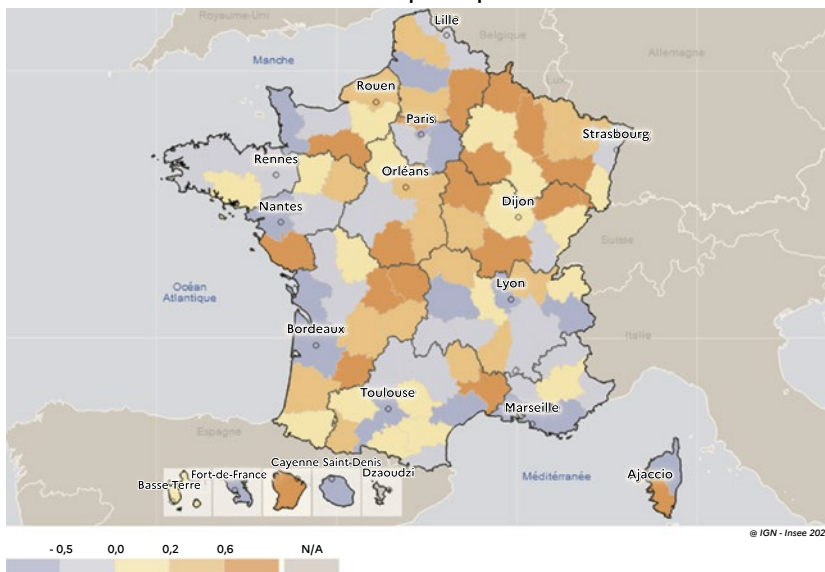 Lille
Royaume-Uni
Belgique
Allemagne
Manche
Lux.
Rouen
Paris
Strasbourg
Rennes
Orléans
Nantes
Dijon
Suisse
Océan
Atlantique
Lyon
Bordeaux
Italie
Toulouse
Marseille
Espagne
Cayenne Saint-Denis
Fort-de-France
Dzaoudzi
Basse-Terre
Méditérranée
Ajaccio
@ IGN - Insee 202
- 0,5 0,0 0,2 0,6 N/A